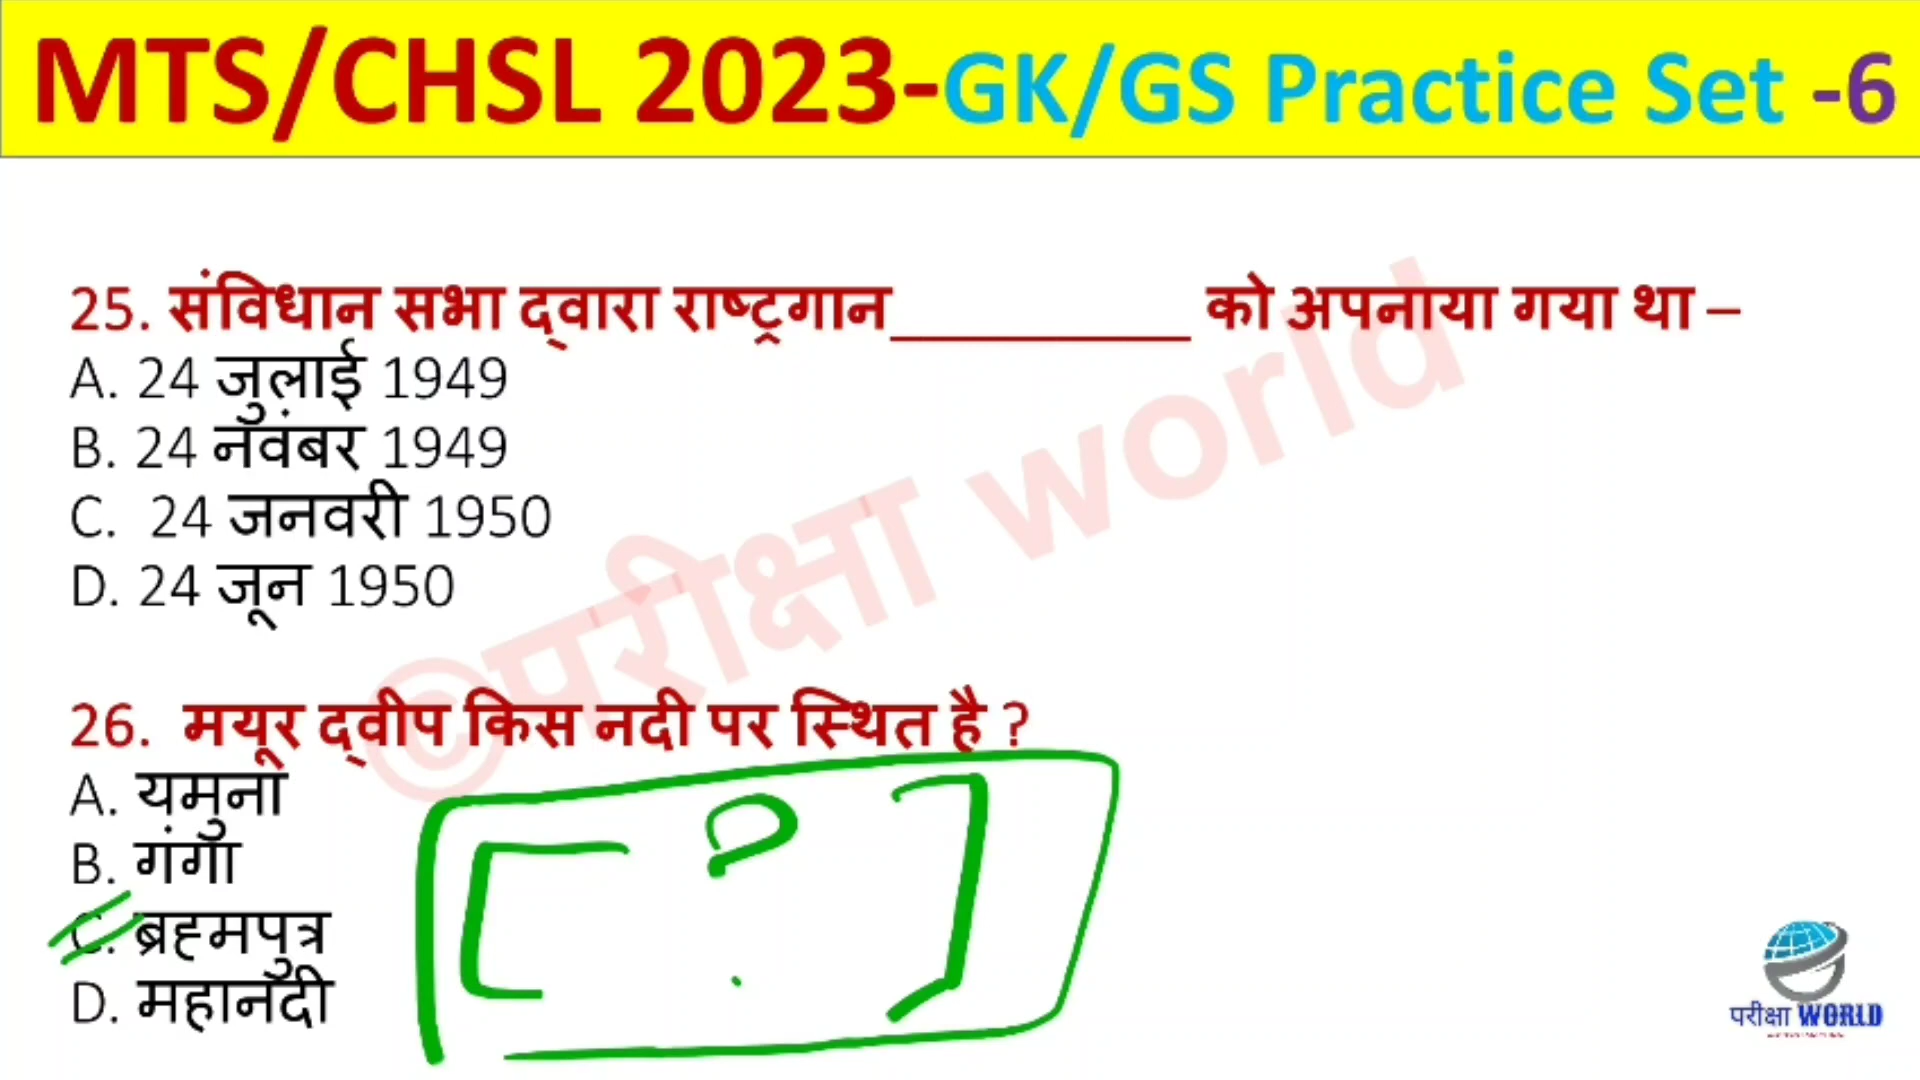 MTS/CHSL 2023-GK/GS Practice Set -6
25. संविधान सभा द्वारा राष्ट्रगान__________ को अपनाया गया था –
A. 24 जुलाई 1949
B. 24 नवंबर 1949
C. 24 जनवरी 1950
D. 24 जून 1950
©परीक्षा world
26. मयूर द्वीप किस नदी पर स्थित है ?
A. यमुना
B. गंगा
C. ब्रह्मपुत्र
D. महानदी
[ ? ]
परीक्षा WORLD